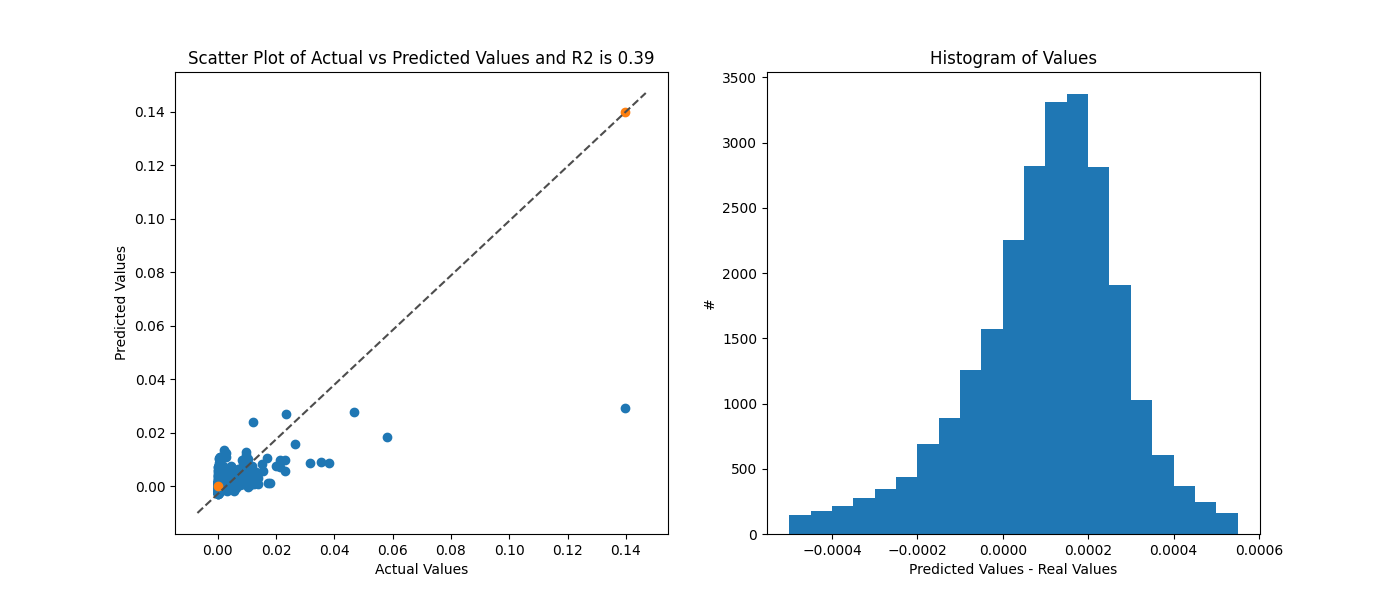 Scatter Plot of Actual vs Predicted Values and R2 is 0.39
Predicted Values
0.14
0.12
0.10
0.08
0.06
0.04
0.02
0.00
0.00 0.02 0.04 0.06 0.08 0.10 0.12 0.14
Actual Values
Histogram of Values
#
3500
3000
2500
2000
1500
1000
500
0
−0.0004 −0.0002 0.0000 0.0002 0.0004 0.0006
Predicted Values - Real Values